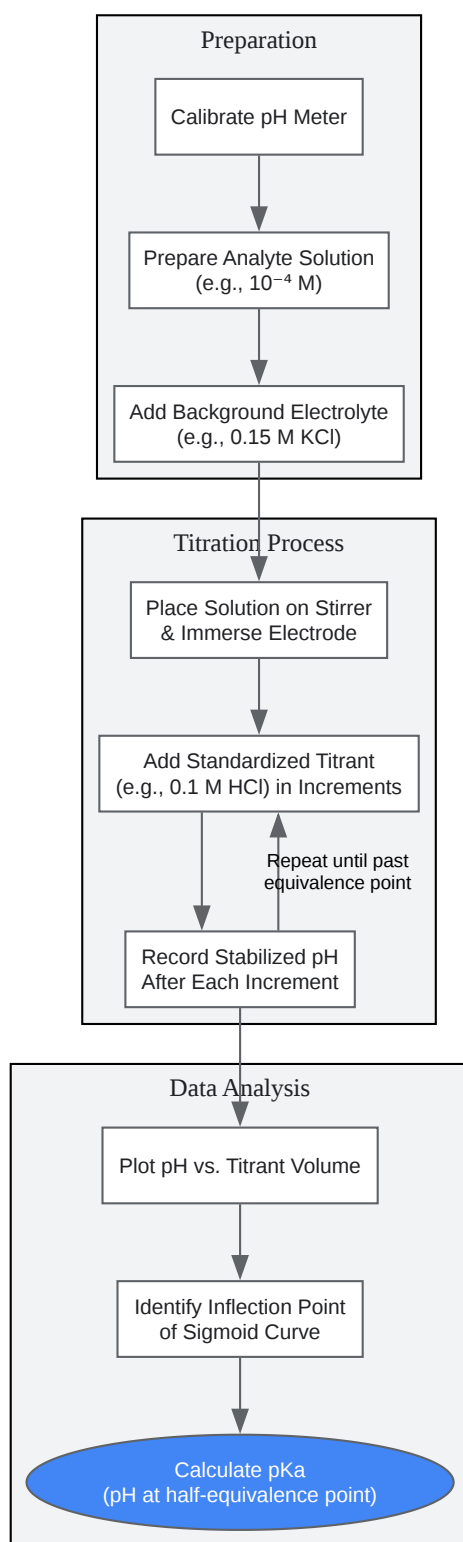 Preparation
Calibrate pH Meter
Prepare Analyte Solution
(e.g., 10⁻⁴ M)
Add Background Electrolyte
(e.g., 0.15 M KCl)
Titration Process
Place Solution on Stirrer
& Immerse Electrode
Add Standardized Titrant
(e.g., 0.1 M HCl) in Increments
Repeat until past
equivalence point
Record Stabilized pH
After Each Increment
Data Analysis
Plot pH vs. Titrant Volume
Identify Inflection Point
of Sigmoid Curve
Calculate pKa
(pH at half-equivalence point)